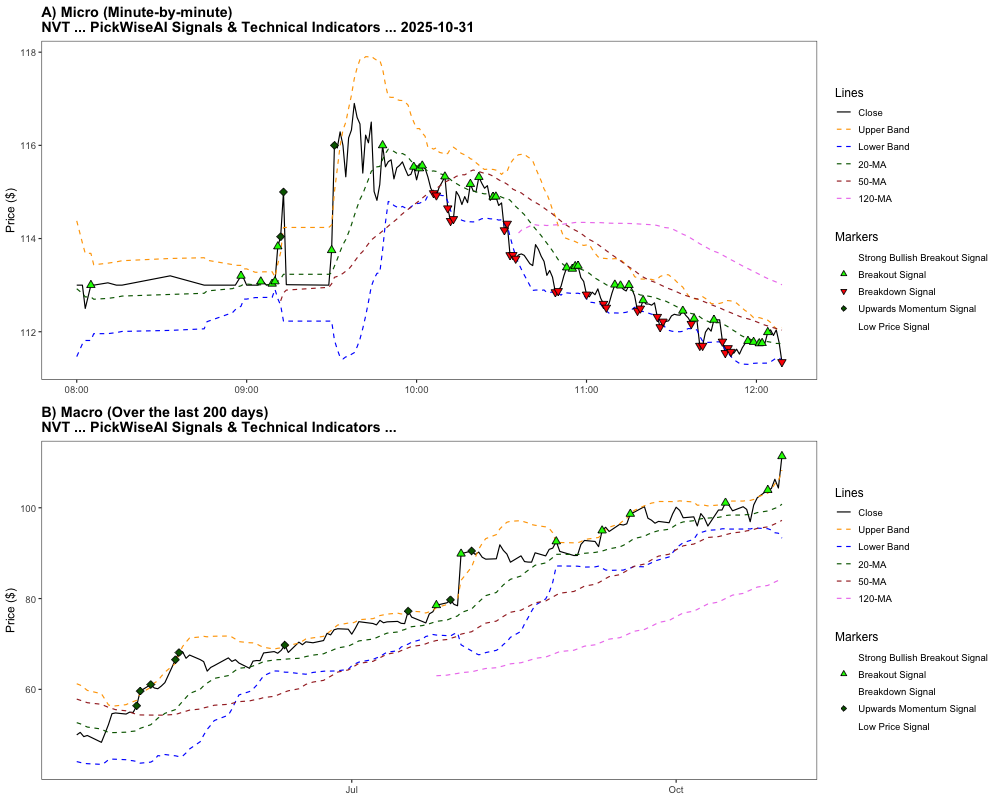 A) Micro (Minute-by-minute)
NVT ... PickWiseAI Signals & Technical Indicators ... 2025-10-31
118
116
114
112
Price ($)
08:00
09:00
10:00
11:00
12:00
Lines
Close
Upper Band
Lower Band
20-MA
50-MA
120-MA
Markers
Strong Bullish Breakout Signal
Breakout Signal
Breakdown Signal
Upwards Momentum Signal
Low Price Signal
B) Macro (Over the last 200 days)
NVT ... PickWiseAI Signals & Technical Indicators ...
100
80
60
Price ($)
Jul
Oct
Lines
Close
Upper Band
Lower Band
20-MA
50-MA
120-MA
Markers
Strong Bullish Breakout Signal
Breakout Signal
Breakdown Signal
Upwards Momentum Signal
Low Price Signal